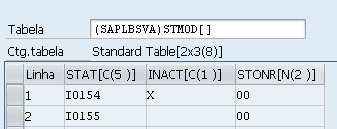 Tabela (SAPLBSVA)STMOD[]
Ctg.tabela Standard Table[2x3(8)]
Linha STAT[C(5 )] INACT[C(1 )] STONR[N(2 )]
1 I0154 X 00
2 I0155 00